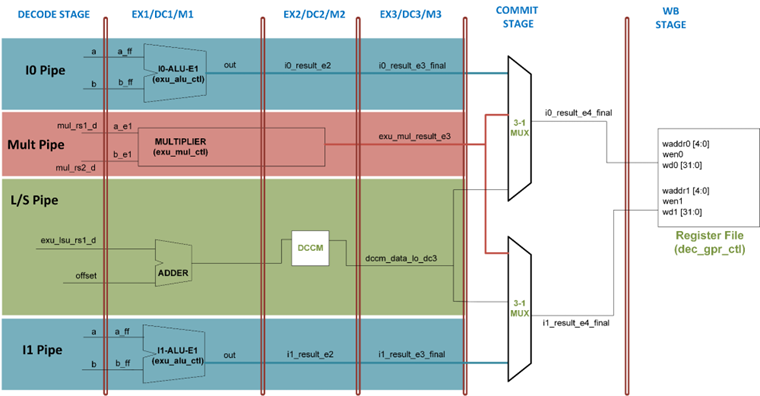 DECODE STAGE EX1/DC1/M1 EX2/DC2/M2 EX3/DC3/M3 COMMIT STAGE WB STAGE
I0 Pipe
a a_ff
b b_ff
I0-ALU-E1
(exu_alu_ctl)
out i0_result_e2 i0_result_e3_final
Mult Pipe
mul_rs1_d a_e1
mul_rs2_d b_e1
MULTIPLIER
(exu_mul_ctl)
exu_mul_result_e3
3-1
MUX
i0_result_e4_final
L/S Pipe
exu_lsu_rs1_d
offset
ADDER
DCCM
dccm_data_lo_dc3
3-1
MUX
i1_result_e4_final
waddr0 [4:0]
wen0
wd0 [31:0]
waddr1 [4:0]
wen1
wd1 [31:0]
Register File
(dec_gpr_ctl)
I1 Pipe
a a_ff
b b_ff
I1-ALU-E1
(exu_alu_ctl)
out i1_result_e2 i1_result_e3_final